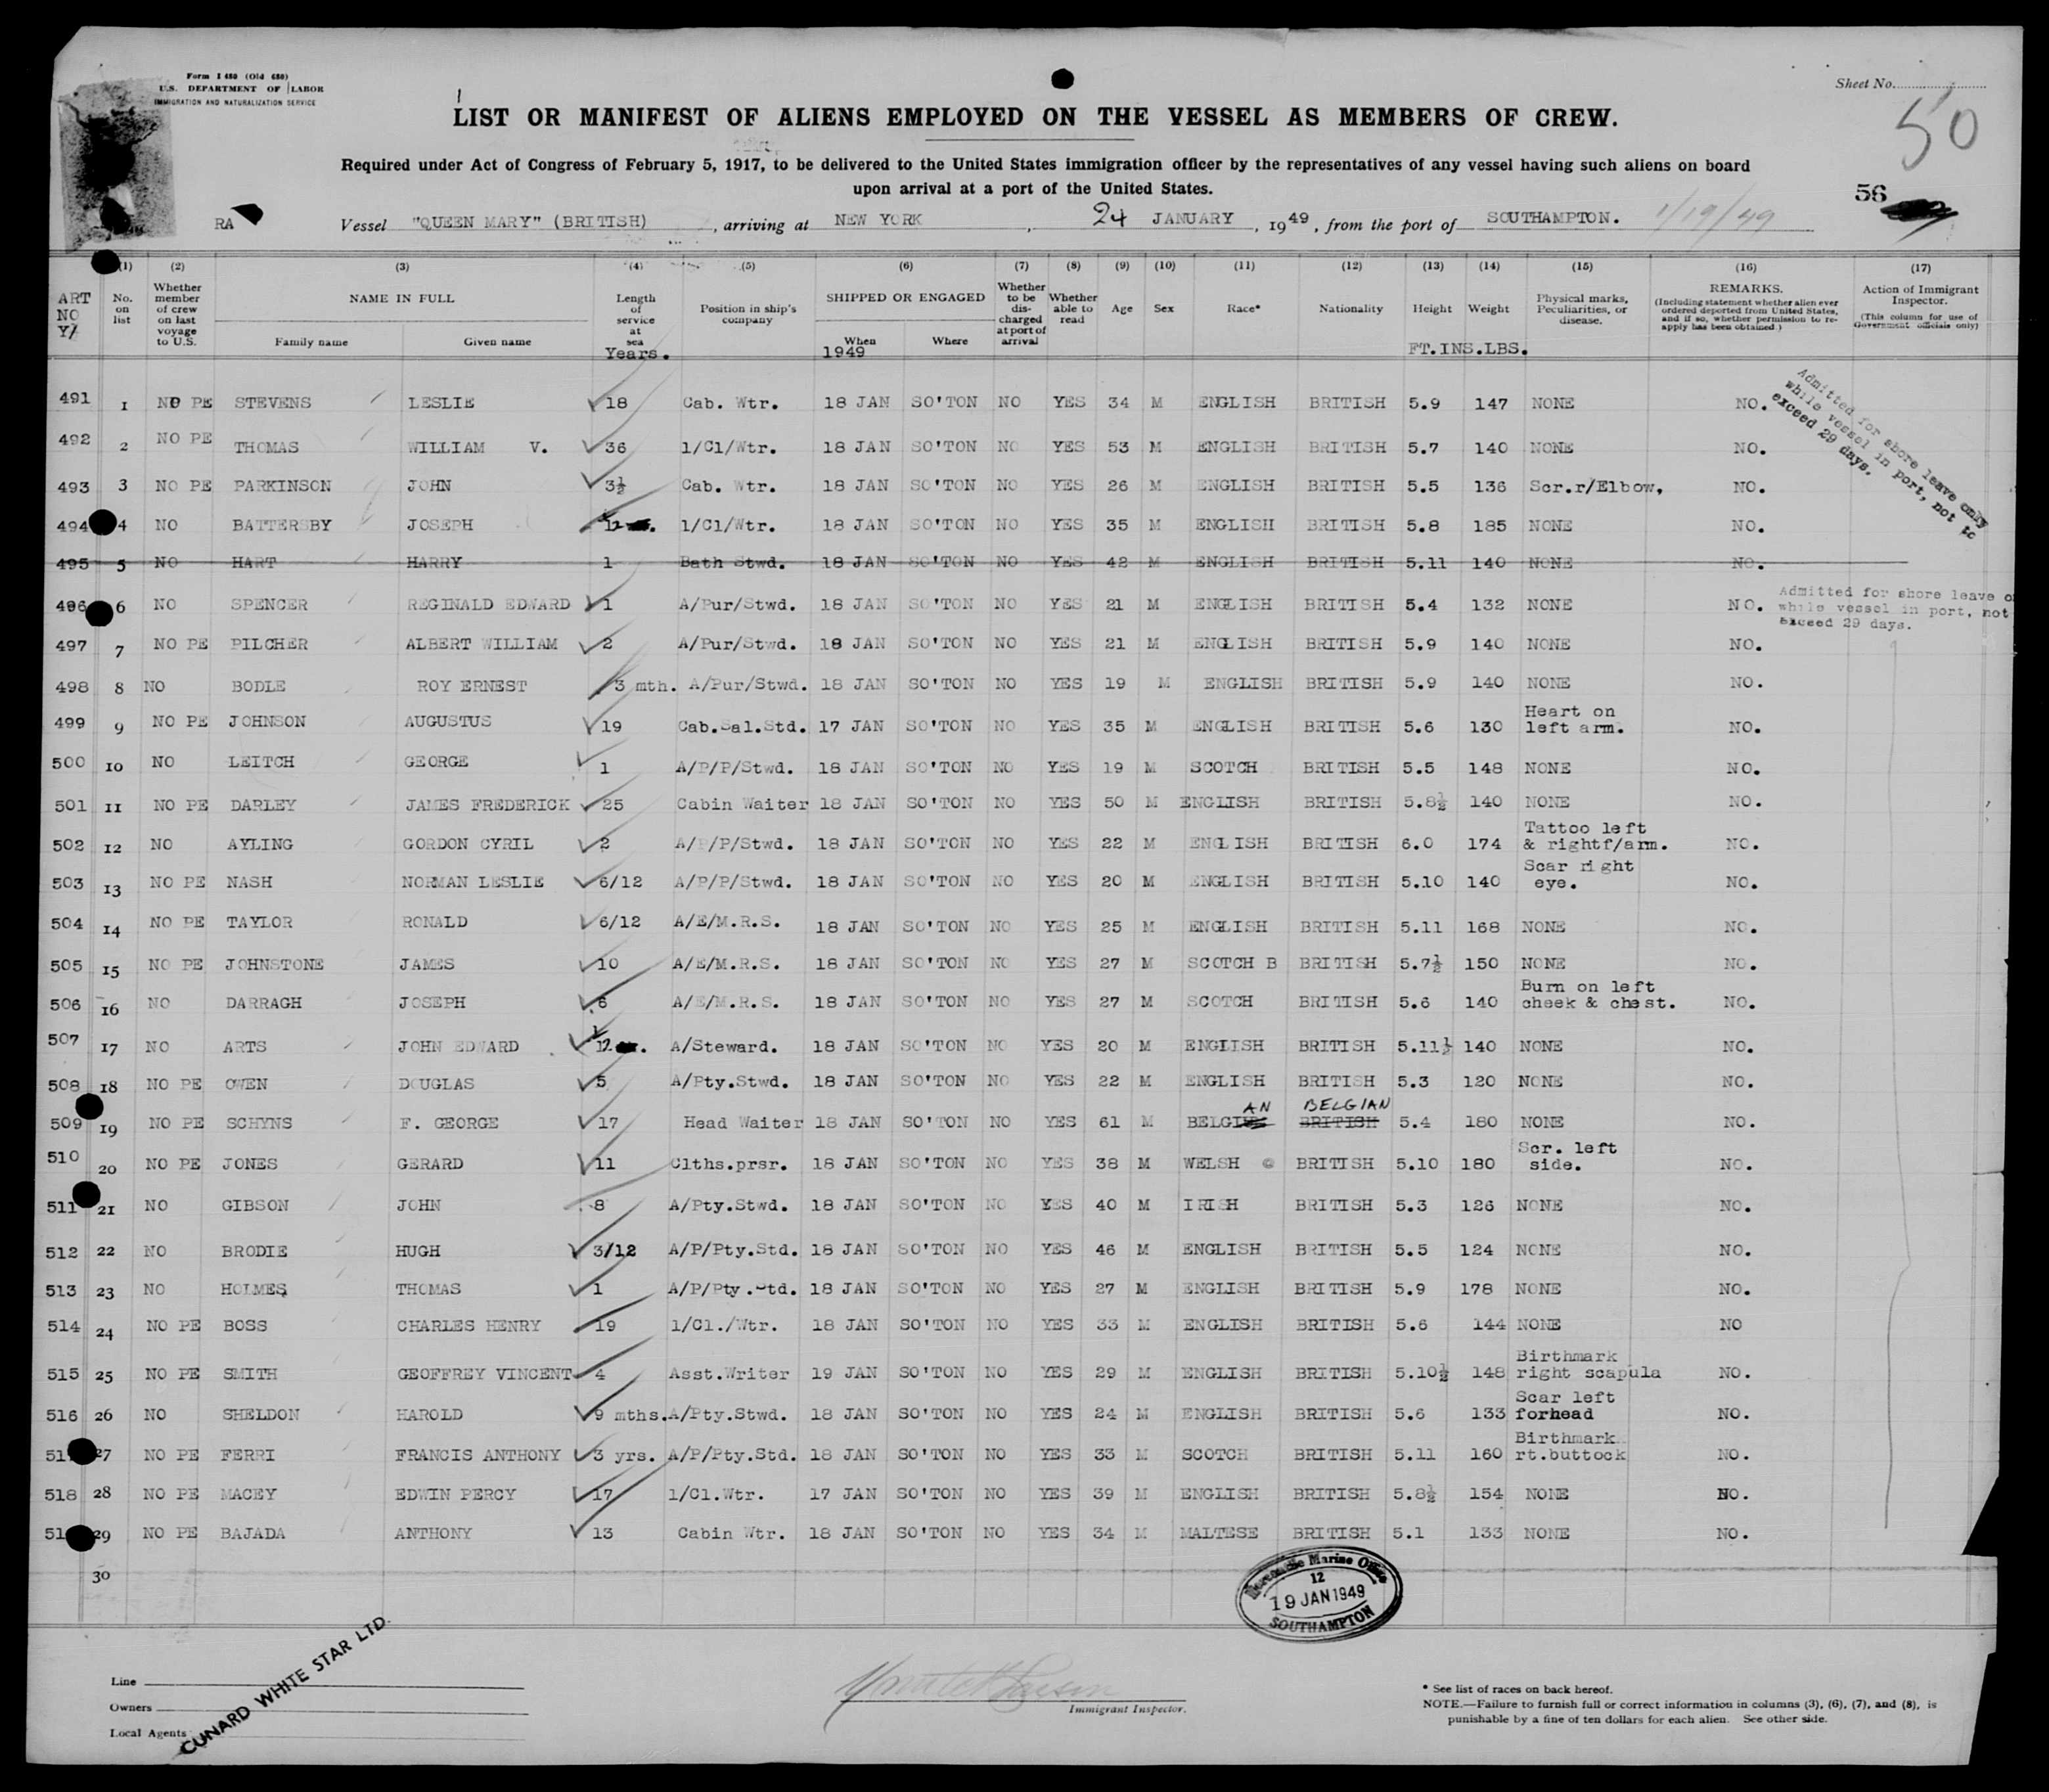 Form I 480 (Old 680)
U.S. DEPARTMENT OF LABOR
IMMIGRATION AND NATURALIZATION SERVICE
Sheet No.
50
LIST OR MANIFEST OF ALIENS EMPLOYED ON THE VESSEL AS MEMBERS OF CREW.
Required under Act of Congress of February 5, 1917, to be delivered to the United States immigration officer by the representatives of any vessel having such aliens on board
upon arrival at a port of the United States.
56
RA Vessel "QUEEN MARY" (BRITISH), arriving at NEW YORK, 24 JANUARY, 1949, from the port of SOUTHAMPTON. 1/19/49
(1) (2) (3) (4) (5) (6) (7) (8) (9) (10) (11) (12) (13) (14) (15) (16) (17)
ART NO Y/ No. on list Whether member of crew on last voyage to U.S. NAME IN FULL Family name Given name Length of service at sea Years. Position in ship's company SHIPPED OR ENGAGED When 1949 Where Whether to be discharged at port of arrival Whether able to read Age Sex Race* Nationality Height Weight FT.INS.LBS. Physical marks, Peculiarities, or disease. REMARKS. (Including statement whether alien ever ordered deported from United States, and if so, whether permission to re-apply has been obtained.) Action of Immigrant Inspector. (This column for use of Government officials only)
491 1 NO PE STEVENS LESLIE 18 Cab. Wtr. 18 JAN SO'TON NO YES 34 M ENGLISH BRITISH 5.9 147 NONE NO.
Admitted for shore leave only while vessel in port, not to exceed 29 days.
492 2 NO PE THOMAS WILLIAM V. 36 1/Cl/Wtr. 18 JAN SO'TON NO YES 53 M ENGLISH BRITISH 5.7 140 NONE NO.
493 3 NO PE PARKINSON JOHN 3½ Cab. Wtr. 18 JAN SO'TON NO YES 26 M ENGLISH BRITISH 5.5 136 Scr.r/Elbow, NO.
494 4 NO BATTERSBY JOSEPH 1/Cl/Wtr. 18 JAN SO'TON NO YES 35 M ENGLISH BRITISH 5.8 185 NONE NO.
495 5 NO HART HARRY 1 Bath Stwd. 18 JAN SO'TON NO YES 42 M ENGLISH BRITISH 5.11 140 NONE NO.
496 6 NO SPENCER REGINALD EDWARD 1 A/Pur/Stwd. 18 JAN SO'TON NO YES 21 M ENGLISH BRITISH 5.4 132 NONE NO.
Admitted for shore leave o
while vessel in port, not
exceed 29 days.
497 7 NO PE PILCHER ALBERT WILLIAM 2 A/Pur/Stwd. 18 JAN SO'TON NO YES 21 M ENGLISH BRITISH 5.9 140 NONE NO.
498 8 NO BODLE ROY ERNEST 3 mth. A/Pur/Stwd. 18 JAN SO'TON NO YES 19 M ENGLISH BRITISH 5.9 140 NONE NO.
499 9 NO PE JOHNSON AUGUSTUS 19 Cab.Sal.Std. 17 JAN SO'TON NO YES 35 M ENGLISH BRITISH 5.6 130 Heart on left arm. NO.
500 10 NO LEITCH GEORGE 1 A/P/P/Stwd. 18 JAN SO'TON NO YES 19 M SCOTCH BRITISH 5.5 148 NONE NO.
501 11 NO PE DARLEY JAMES FREDERICK 25 Cabin Waiter 18 JAN SO'TON NO YES 50 M ENGLISH BRITISH 5.8½ 140 NONE NO.
502 12 NO AYLING GORDON CYRIL 2 A/P/P/Stwd. 18 JAN SO'TON NO YES 22 M ENGLISH BRITISH 6.0 174 Tattoo left & rightf/arm. NO.
503 13 NO PE NASH NORMAN LESLIE 6/12 A/P/P/Stwd. 18 JAN SO'TON NO YES 20 M ENGLISH BRITISH 5.10 140 Scar right eye. NO.
504 14 NO PE TAYLOR RONALD 6/12 A/E/M.R.S. 18 JAN SO'TON NO YES 25 M ENGLISH BRITISH 5.11 168 NONE NO.
505 15 NO PE JOHNSTONE JAMES 10 A/E/M.R.S. 18 JAN SO'TON NO YES 27 M SCOTCH B BRITISH 5.7½ 150 NONE NO.
506 16 NO DARRAGH JOSEPH 6 A/E/M.R.S. 18 JAN SO'TON NO YES 27 M SCOTCH BRITISH 5.6 140 Burn on left cheek & chest. NO.
507 17 NO ARTS JOHN EDWARD A/Steward. 18 JAN SO'TON NO YES 20 M ENGLISH BRITISH 5.11½ 140 NONE NO.
508 18 NO PE OWEN DOUGLAS 5 A/Pty.Stwd. 18 JAN SO'TON NO YES 22 M ENGLISH BRITISH 5.3 120 NONE NO.
509 19 NO PE SCHYNS F. GEORGE 17 Head Waiter 18 JAN SO'TON NO YES 61 M BELGIAN BRITISH BELGIAN 5.4 180 NONE NO.
510 20 NO PE JONES GERARD 11 Clths.prsr. 18 JAN SO'TON NO YES 38 M WELSH BRITISH 5.10 180 Scr. left side. NO.
511 21 NO GIBSON JOHN 8 A/Pty.Stwd. 18 JAN SO'TON NO YES 40 M IRISH BRITISH 5.3 126 NONE NO.
512 22 NO BRODIE HUGH 3/12 A/P/Pty.Std. 18 JAN SO'TON NO YES 46 M ENGLISH BRITISH 5.5 124 NONE NO.
513 23 NO HOLMES THOMAS 1 A/P/Pty.Std. 18 JAN SO'TON NO YES 27 M ENGLISH BRITISH 5.9 178 NONE NO.
514 24 NO PE BOSS CHARLES HENRY 19 1/Cl./Wtr. 18 JAN SO'TON NO YES 33 M ENGLISH BRITISH 5.6 144 NONE NO
515 25 NO PE SMITH GEOFFREY VINCENT 4 Asst.Writer 19 JAN SO'TON NO YES 29 M ENGLISH BRITISH 5.10½ 148 Birthmark right scapula NO.
516 26 NO SHELDON HAROLD 9 mths. A/Pty.Stwd. 18 JAN SO'TON NO YES 24 M ENGLISH BRITISH 5.6 133 Scar left forhead NO.
51 27 NO PE FERRI FRANCIS ANTHONY 3 yrs. A/P/Pty.Std. 18 JAN SO'TON NO YES 33 M SCOTCH BRITISH 5.11 160 Birthmark rt.buttock NO.
518 28 NO PE MACEY EDWIN PERCY 17 1/Cl.Wtr. 17 JAN SO'TON NO YES 39 M ENGLISH BRITISH 5.8½ 154 NONE NO.
51 29 NO PE BAJADA ANTHONY 13 Cabin Wtr. 18 JAN SO'TON NO YES 34 M MALTESE BRITISH 5.1 133 NONE NO.
30
Mercantile Marine Office
12
19 JAN 1949
SOUTHAMPTON
Line
Owners
Local Agents
CUNARD WHITE STAR LTD.
Immigrant Inspector.
* See list of races on back hereof.
NOTE.—Failure to furnish full or correct information in columns (3), (6), (7), and (8), is
punishable by a fine of ten dollars for each alien. See other side.